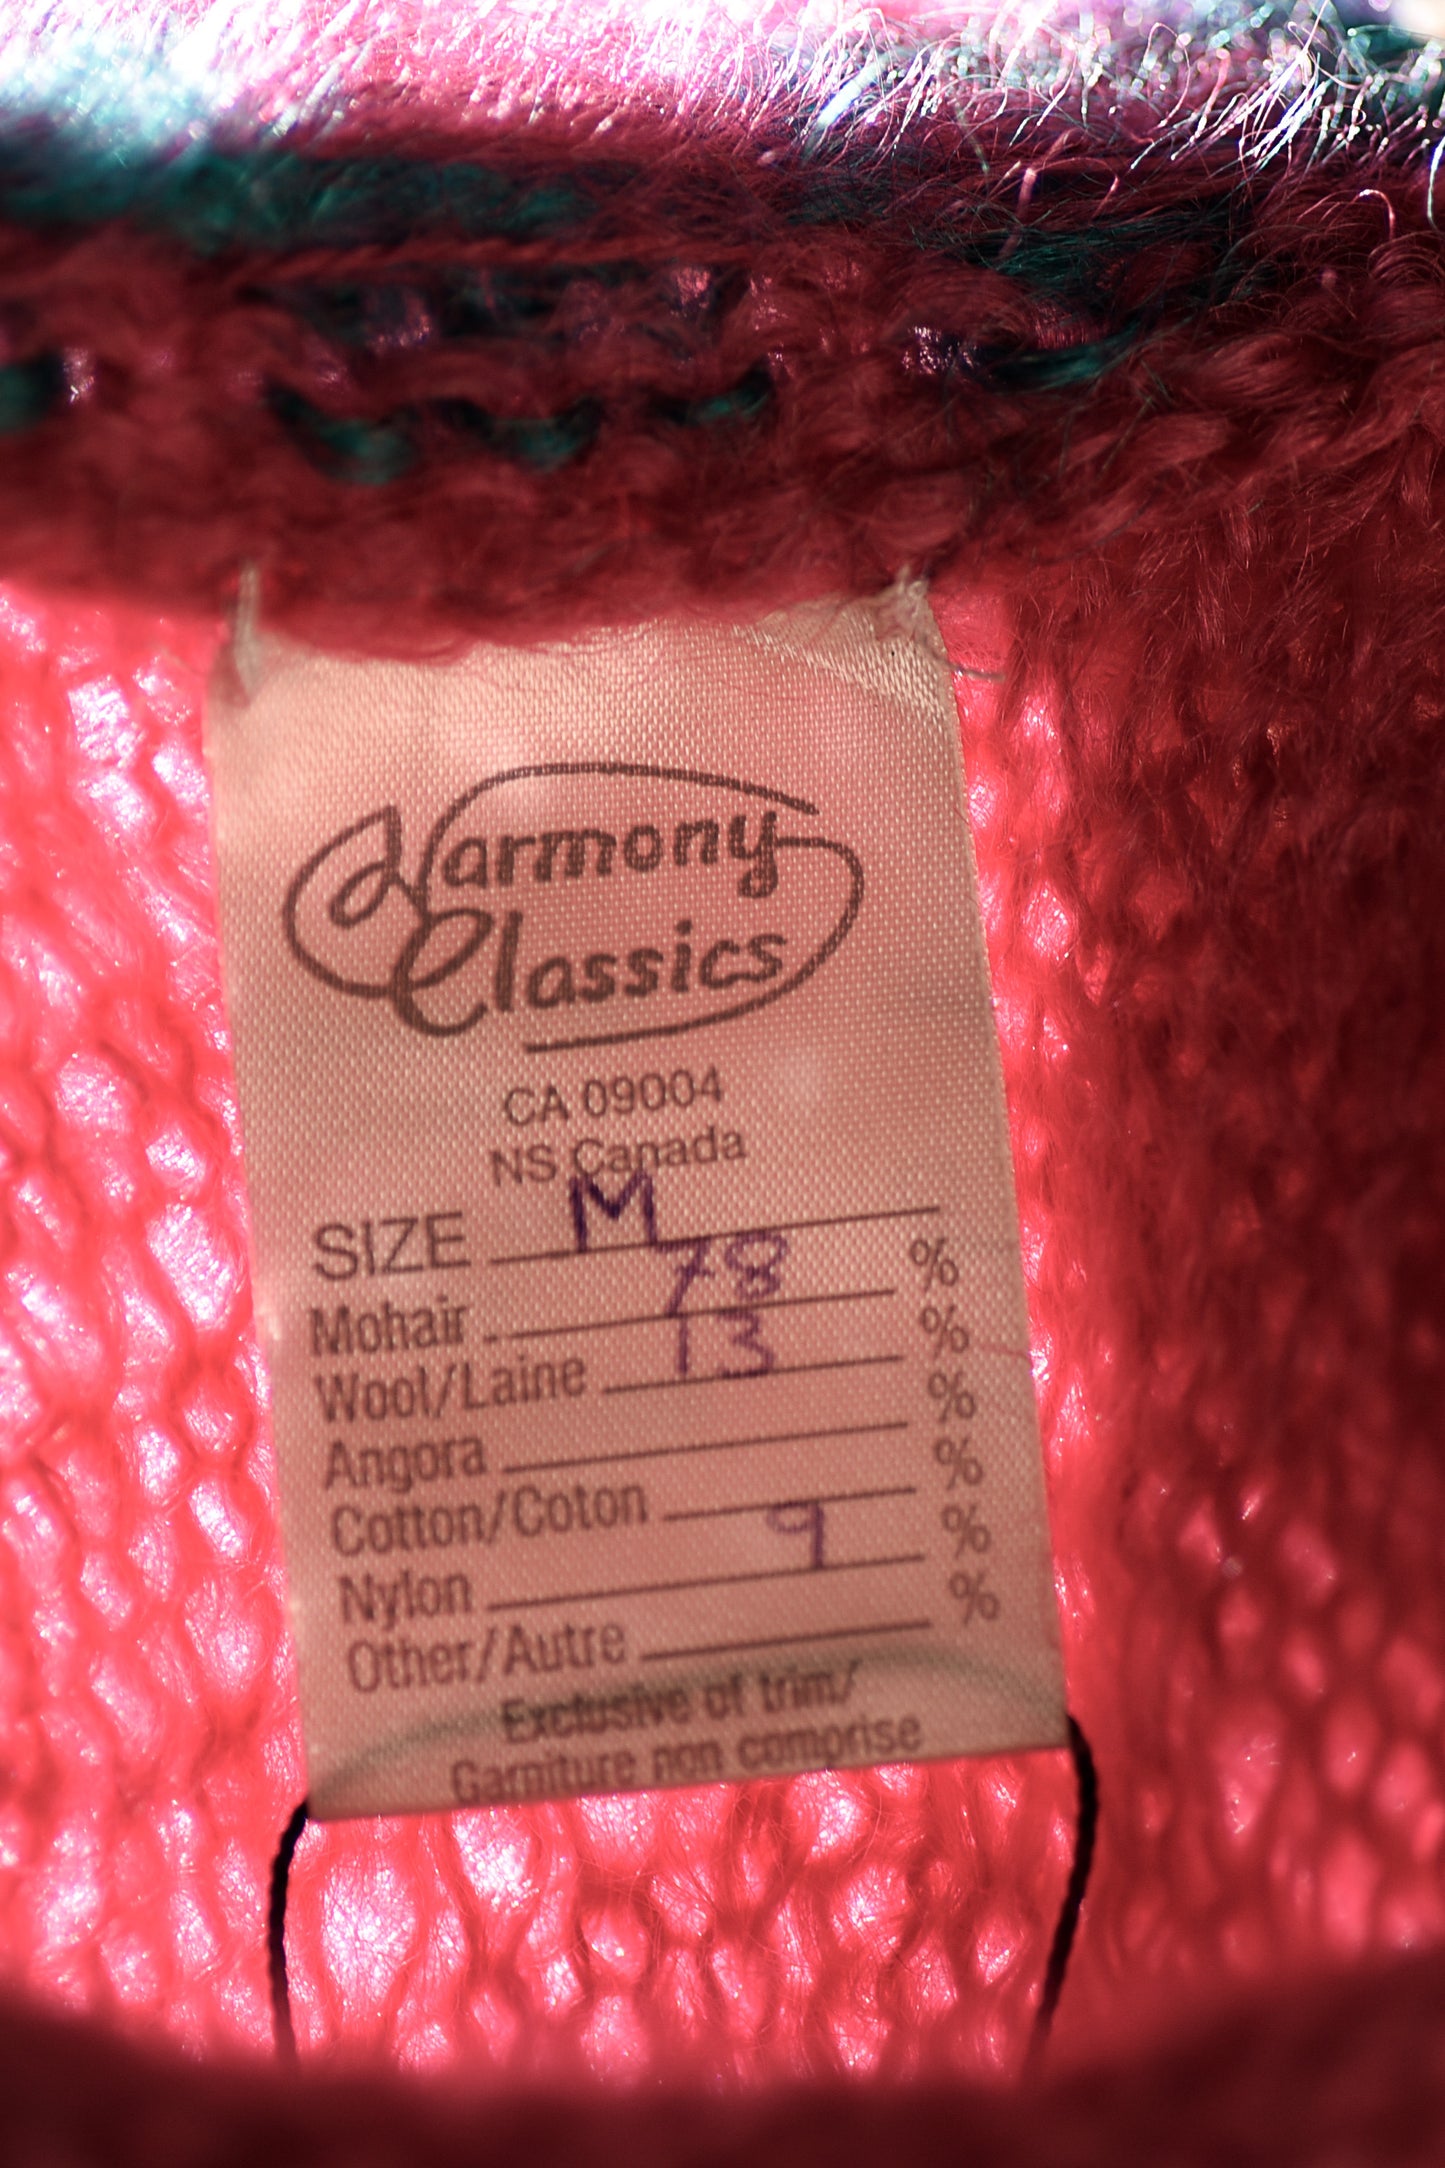 Harmony
Classics
CA 09004
NS Canada
SIZE M
Mohair 78 %
Wool/Laine 13 %
Angora %
Cotton/Coton %
Nylon 9 %
Other/Autre %
Exclusive of trim/
Garniture non comprise